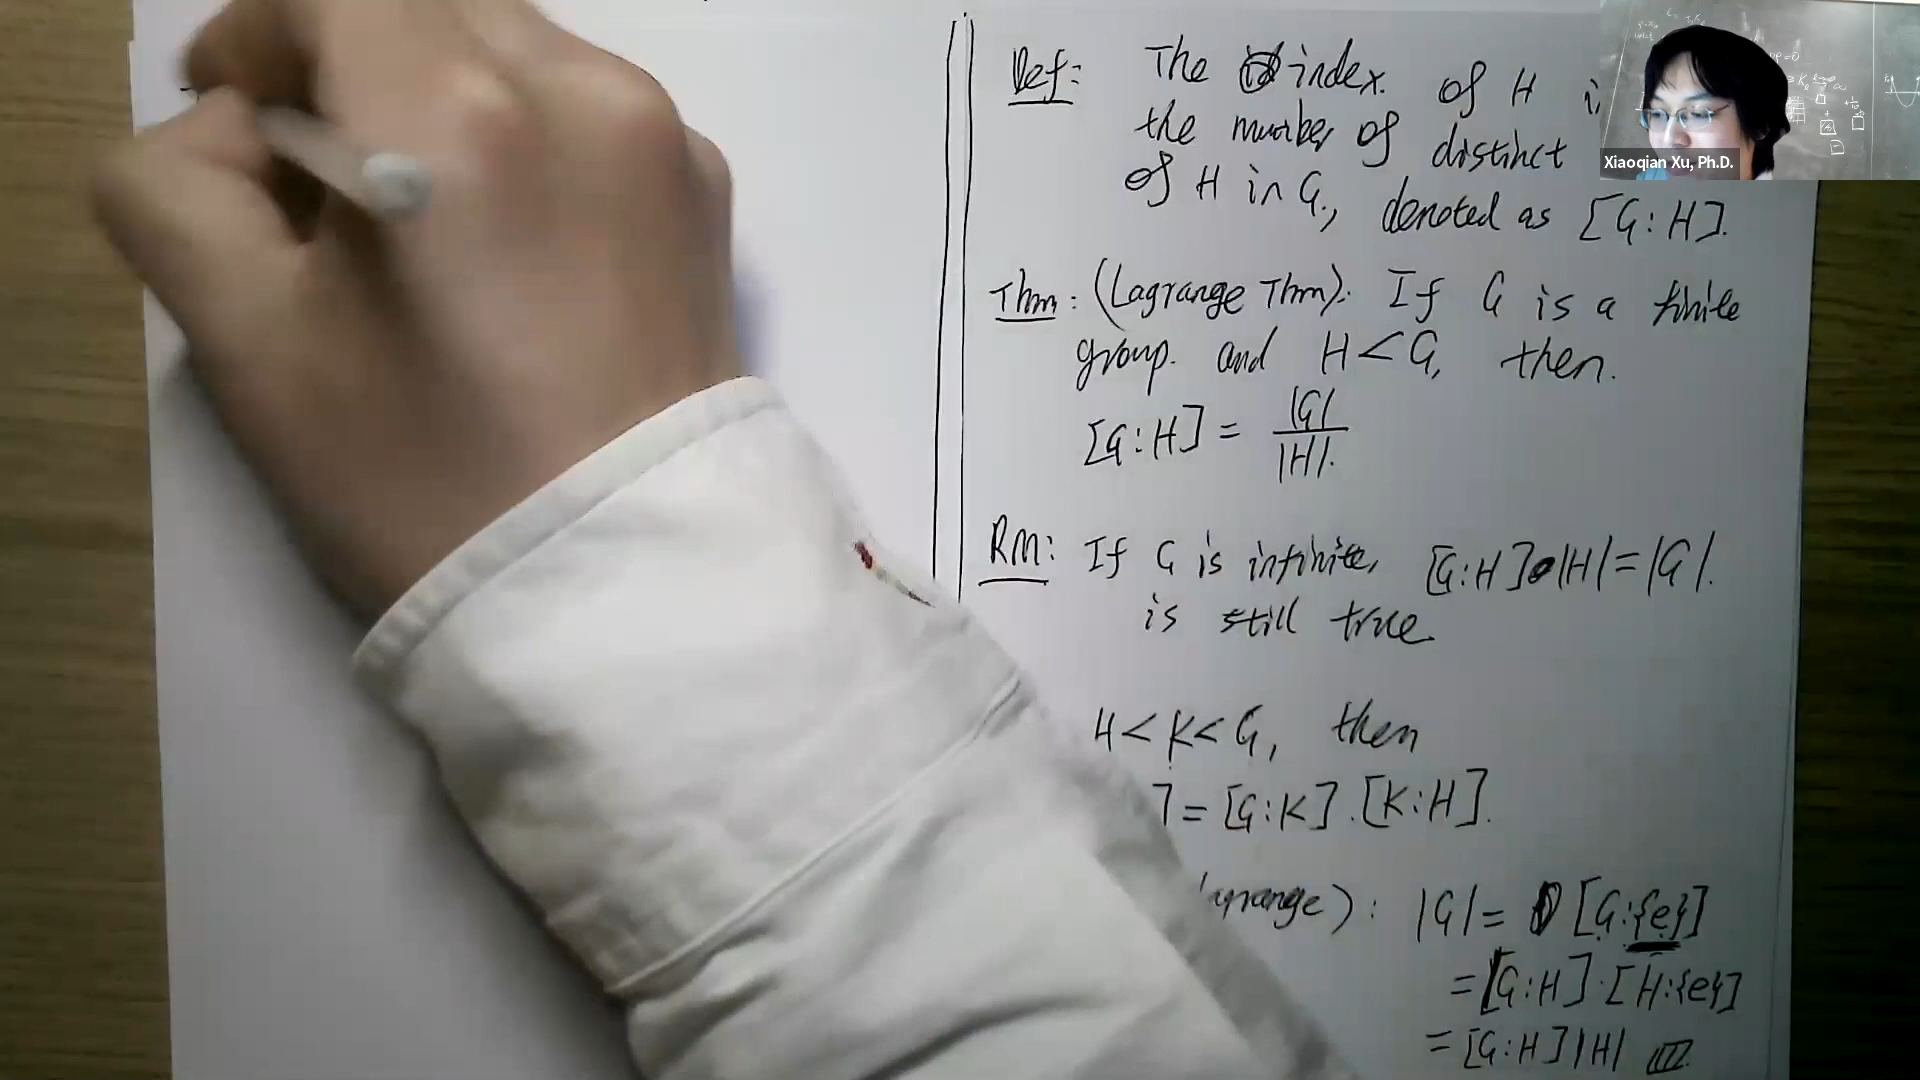 Def: The index. of H i
the number of distinct
of H in G., denoted as [G:H].
Thm: (Lagrange Thm). If G is a finite
group. and H<G, then.
[G:H] = |G| / |H|.
RM: If G is infinite, [G:H]·|H|=|G|.
is still true
H<K<G, then
] = [G:K].[K:H].
agrange): |G| = [G:{e}]
= [G:H]·[H:{e}]
= [G:H]|H|
Xiaoqian Xu, Ph.D.